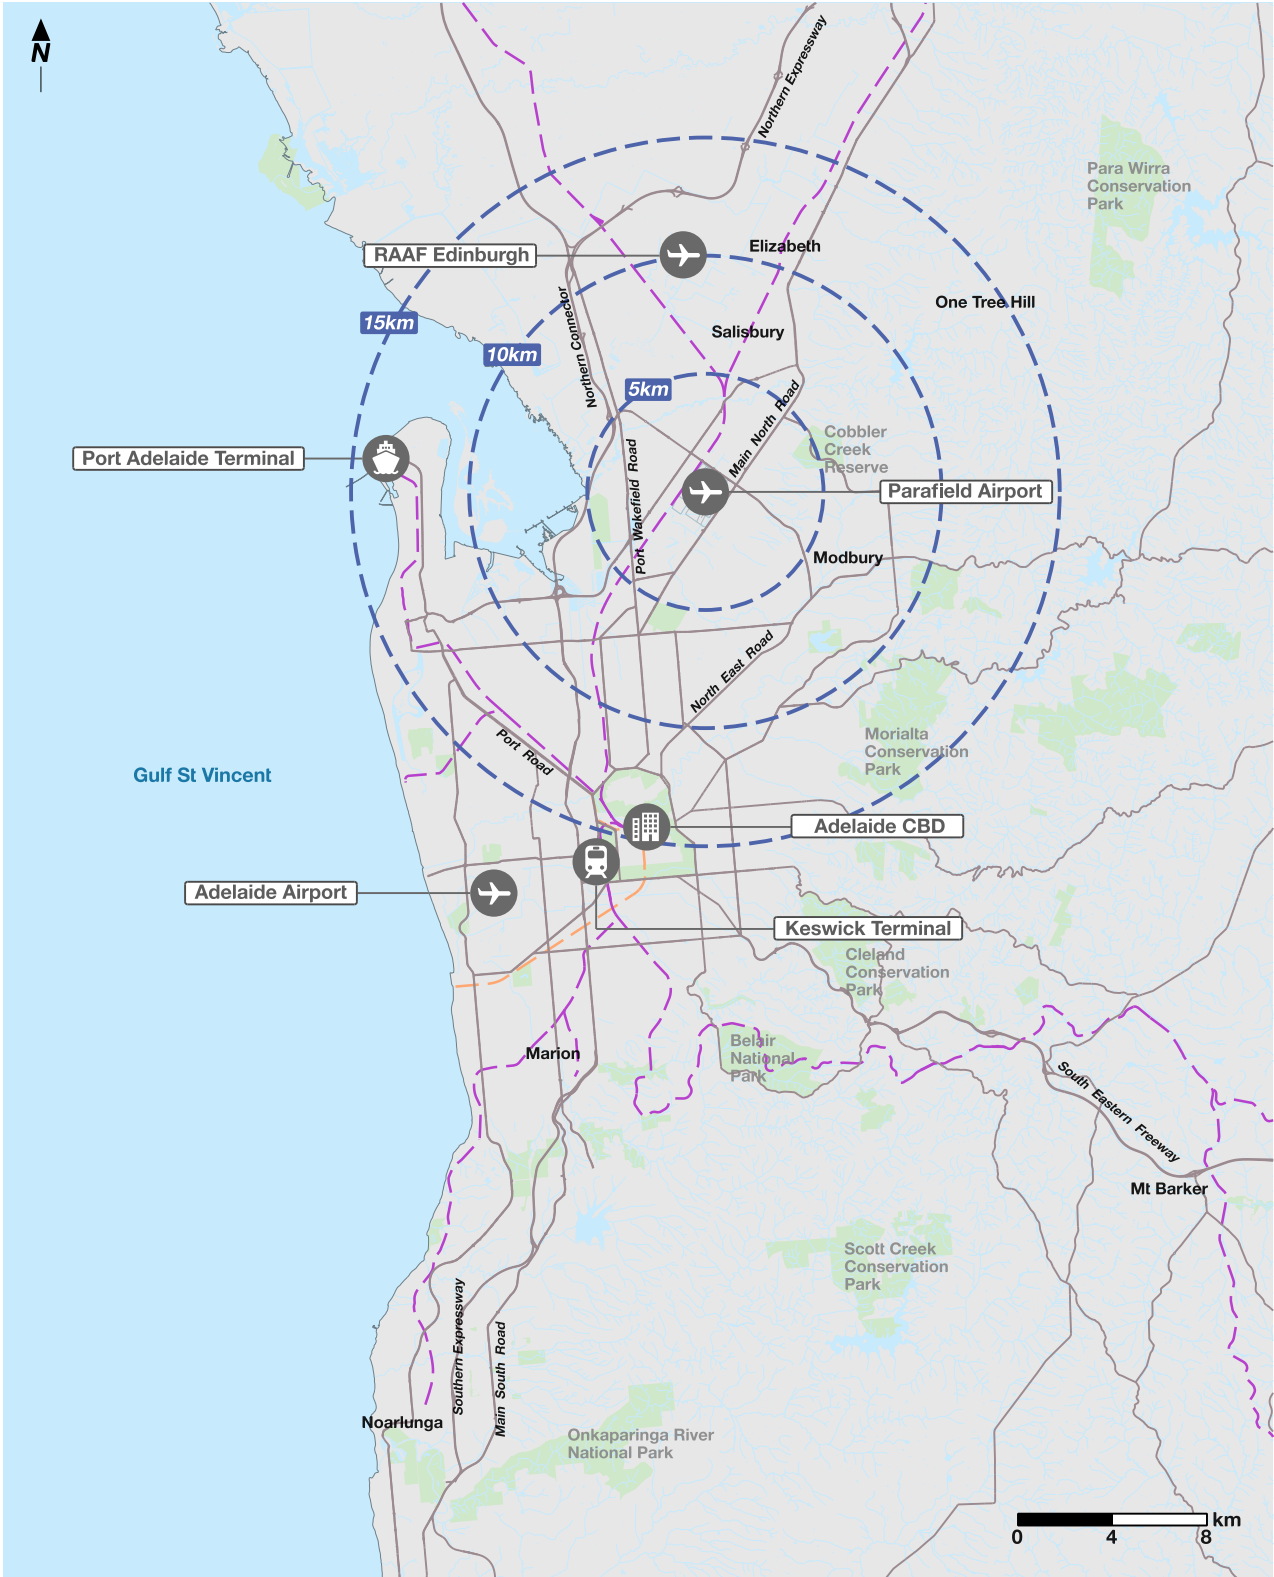 N
Northern Expressway
Para Wirra
Conservation
Park
RAAF Edinburgh
Elizabeth
One Tree Hill
15km
Northern Connector
Salisbury
10km
5km
Main North Road
Cobbler
Creek
Reserve
Port Adelaide Terminal
Port Wakefield Road
Parafield Airport
Modbury
North East Road
Port Road
Morialta
Conservation
Park
Gulf St Vincent
Adelaide CBD
Adelaide Airport
Keswick Terminal
Cleland
Conservation
Park
Marion
Belair
National
Park
South Eastern Freeway
Mt Barker
Scott Creek
Conservation
Park
Southern Expressway
Main South Road
Noarlunga
Onkaparinga River
National Park
km
0 4 8